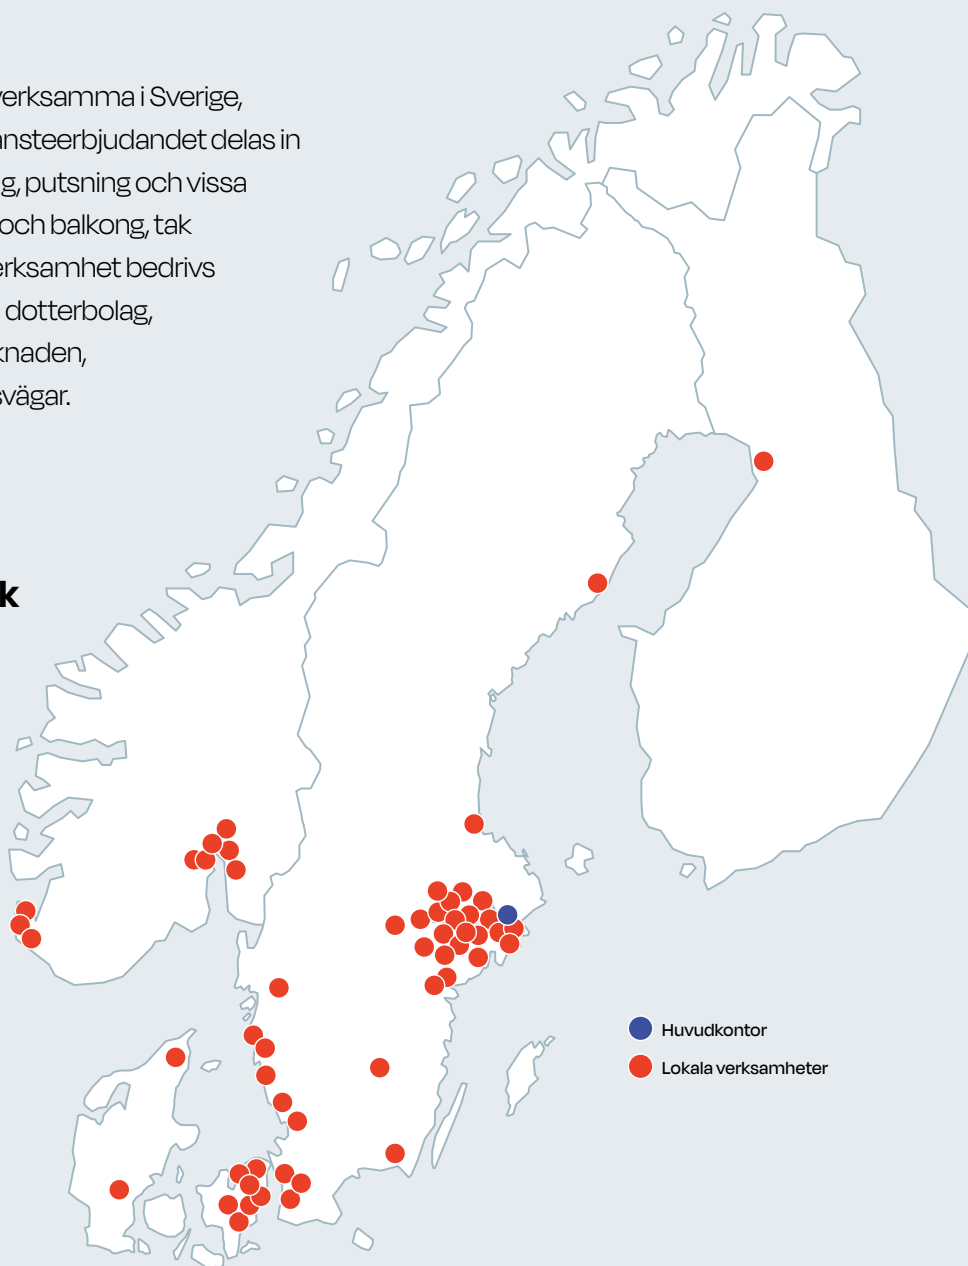 verksamma i Sverige,
ansteerbjudandet delas in
g, putsning och vissa
och balkong, tak
erksamhet bedrivs
dotterbolag,
knaden,
svägar.
k
Huvudkontor
Lokala verksamheter